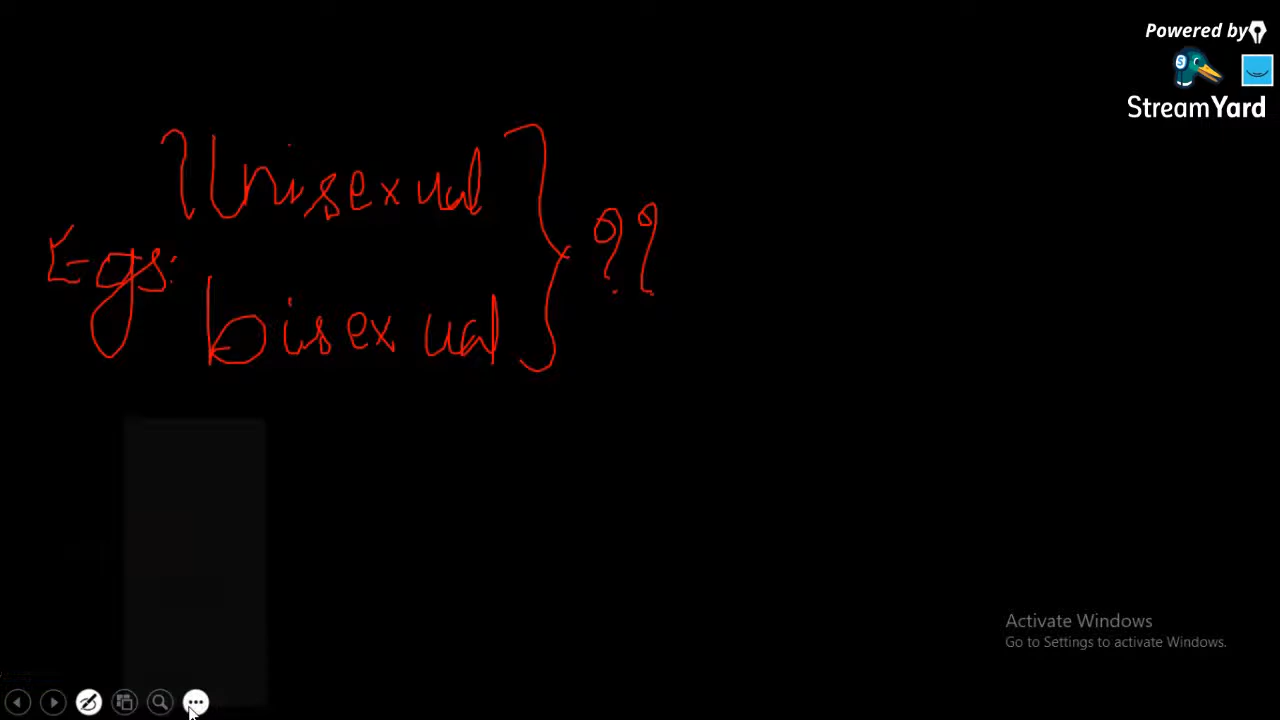 Powered by
StreamYard
Unisexual
Egs: ??
bisexual
Activate Windows
Go to Settings to activate Windows.